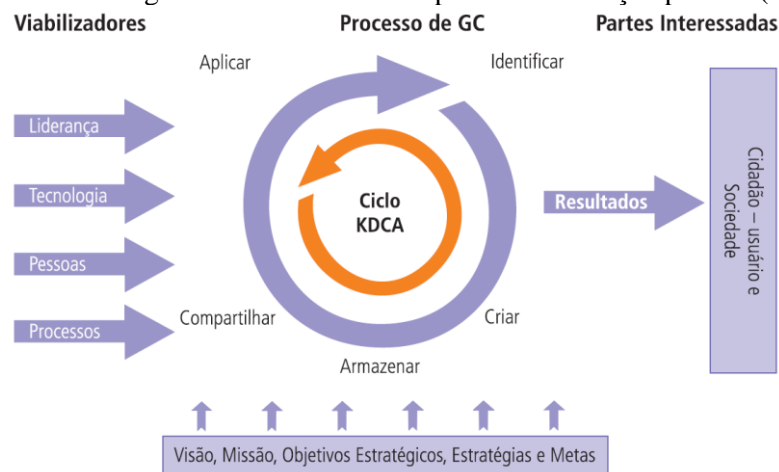 Viabilizadores
Processo de GC
Partes Interessadas
Aplicar
Identificar
Liderança
Tecnologia
Pessoas
Processos
Ciclo
KDCA
Resultados
Cidadão – usuário e
Sociedade
Compartilhar
Criar
Armazenar
Visão, Missão, Objetivos Estratégicos, Estratégias e Metas